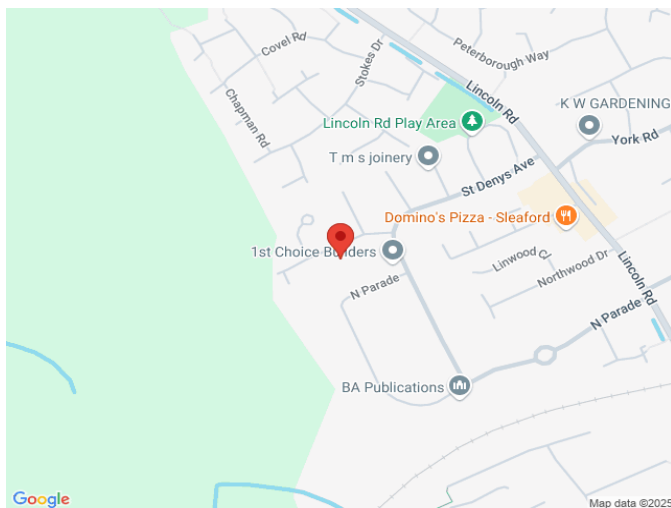 Covel Rd
Stokes Dr
Peterborough Way
Lincoln Rd
Chapman Rd
K W GARDENING
Lincoln Rd Play Area
York Rd
T m s joinery
St Denys Ave
Domino's Pizza - Sleaford
1st Choice Builders
Linwood Cl
Northwood Dr
Lincoln Rd
N Parade
N Parade
BA Publications
Google
Map data ©2025